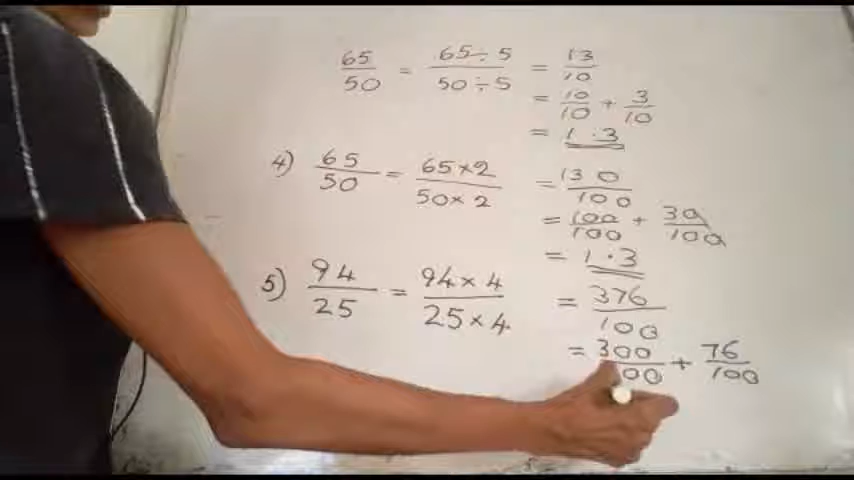 65/50 = 65÷5/50÷5 = 13/10
= 10/10 + 3/10
= 1.3
4) 65/50 = 65×2/50×2 = 130/100
= 100/100 + 30/100
= 1.3
5) 94/25 = 94×4/25×4 = 376/100
= 300/00 + 76/100